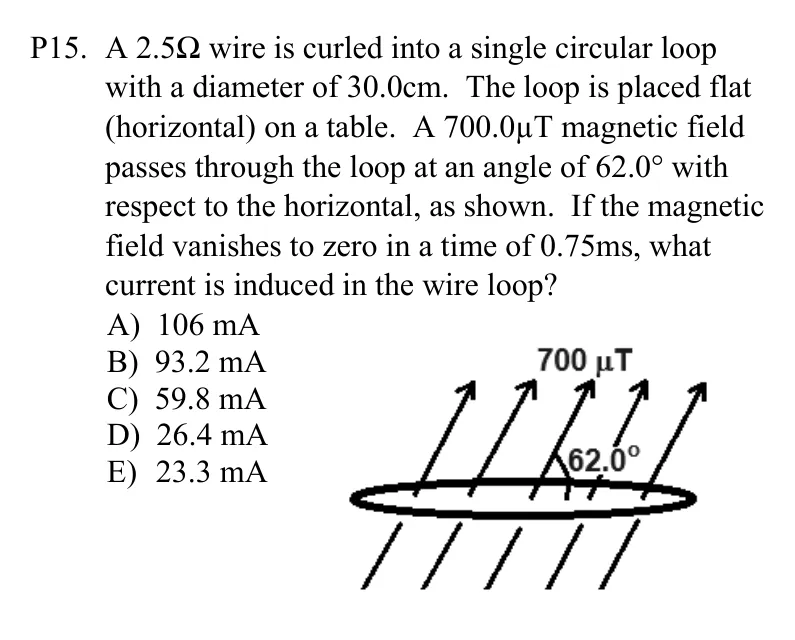 P15. A 2.5Ω wire is curled into a single circular loop
with a diameter of 30.0cm. The loop is placed flat
(horizontal) on a table. A 700.0μT magnetic field
passes through the loop at an angle of 62.0° with
respect to the horizontal, as shown. If the magnetic
field vanishes to zero in a time of 0.75ms, what
current is induced in the wire loop?
A) 106 mA
B) 93.2 mA
C) 59.8 mA
D) 26.4 mA
E) 23.3 mA
700 μT
62.0°